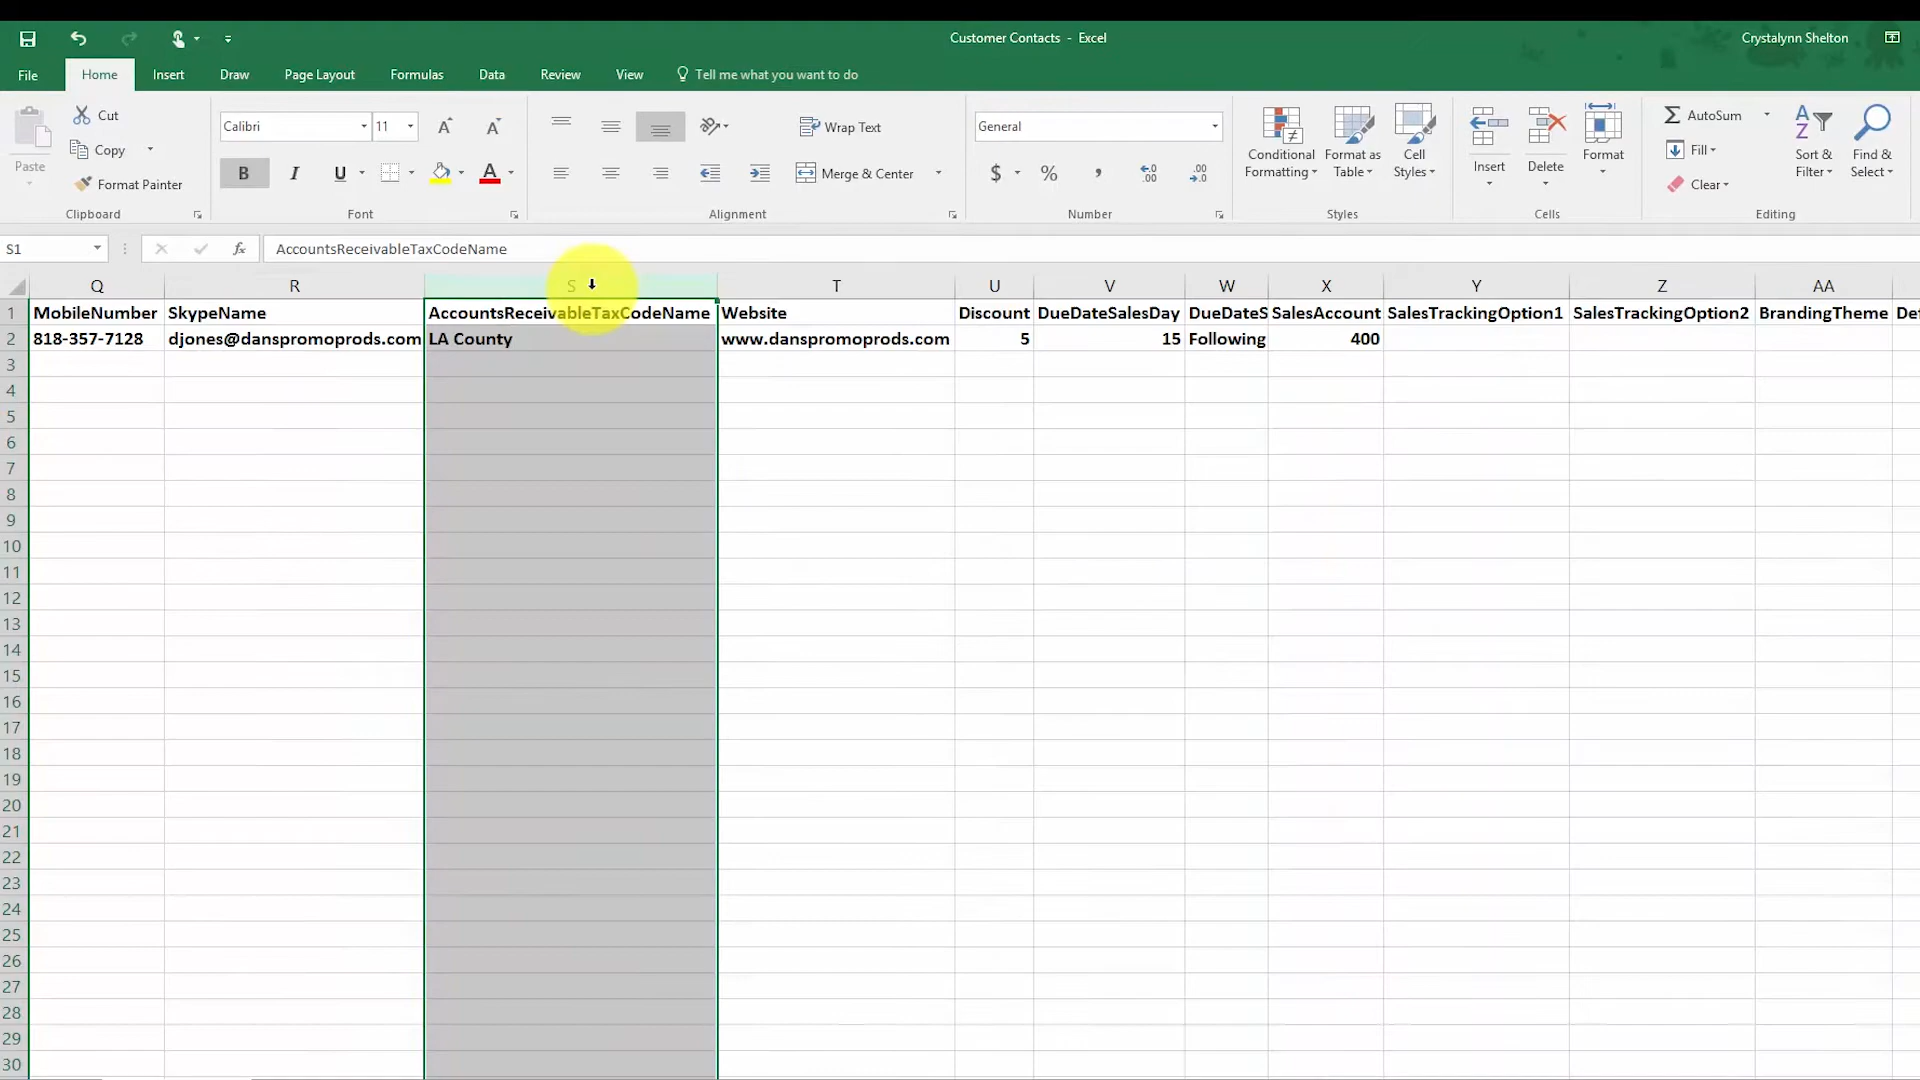 Customer Contacts - Excel
Crystalynn Shelton
File Home Insert Draw Page Layout Formulas Data Review View Tell me what you want to do
Paste
Cut
Copy
Format Painter
Clipboard
Calibri 11
B I U
Font
Wrap Text
Merge & Center
Alignment
General
$ % ,
Number
Conditional Formatting
Format as Table
Cell Styles
Styles
Insert
Delete
Format
Cells
AutoSum
Fill
Clear
Sort & Filter
Find & Select
Editing
S1 fx AccountsReceivableTaxCodeName
Q R S T U V W X Y Z AA
1 MobileNumber SkypeName AccountsReceivableTaxCodeName Website Discount DueDateSalesDay DueDateS SalesAccount SalesTrackingOption1 SalesTrackingOption2 BrandingTheme De
2 818-357-7128 djones@danspromoprods.com LA County www.danspromoprods.com 5 15 Following 400
3
4
5
6
7
8
9
10
11
12
13
14
15
16
17
18
19
20
21
22
23
24
25
26
27
28
29
30